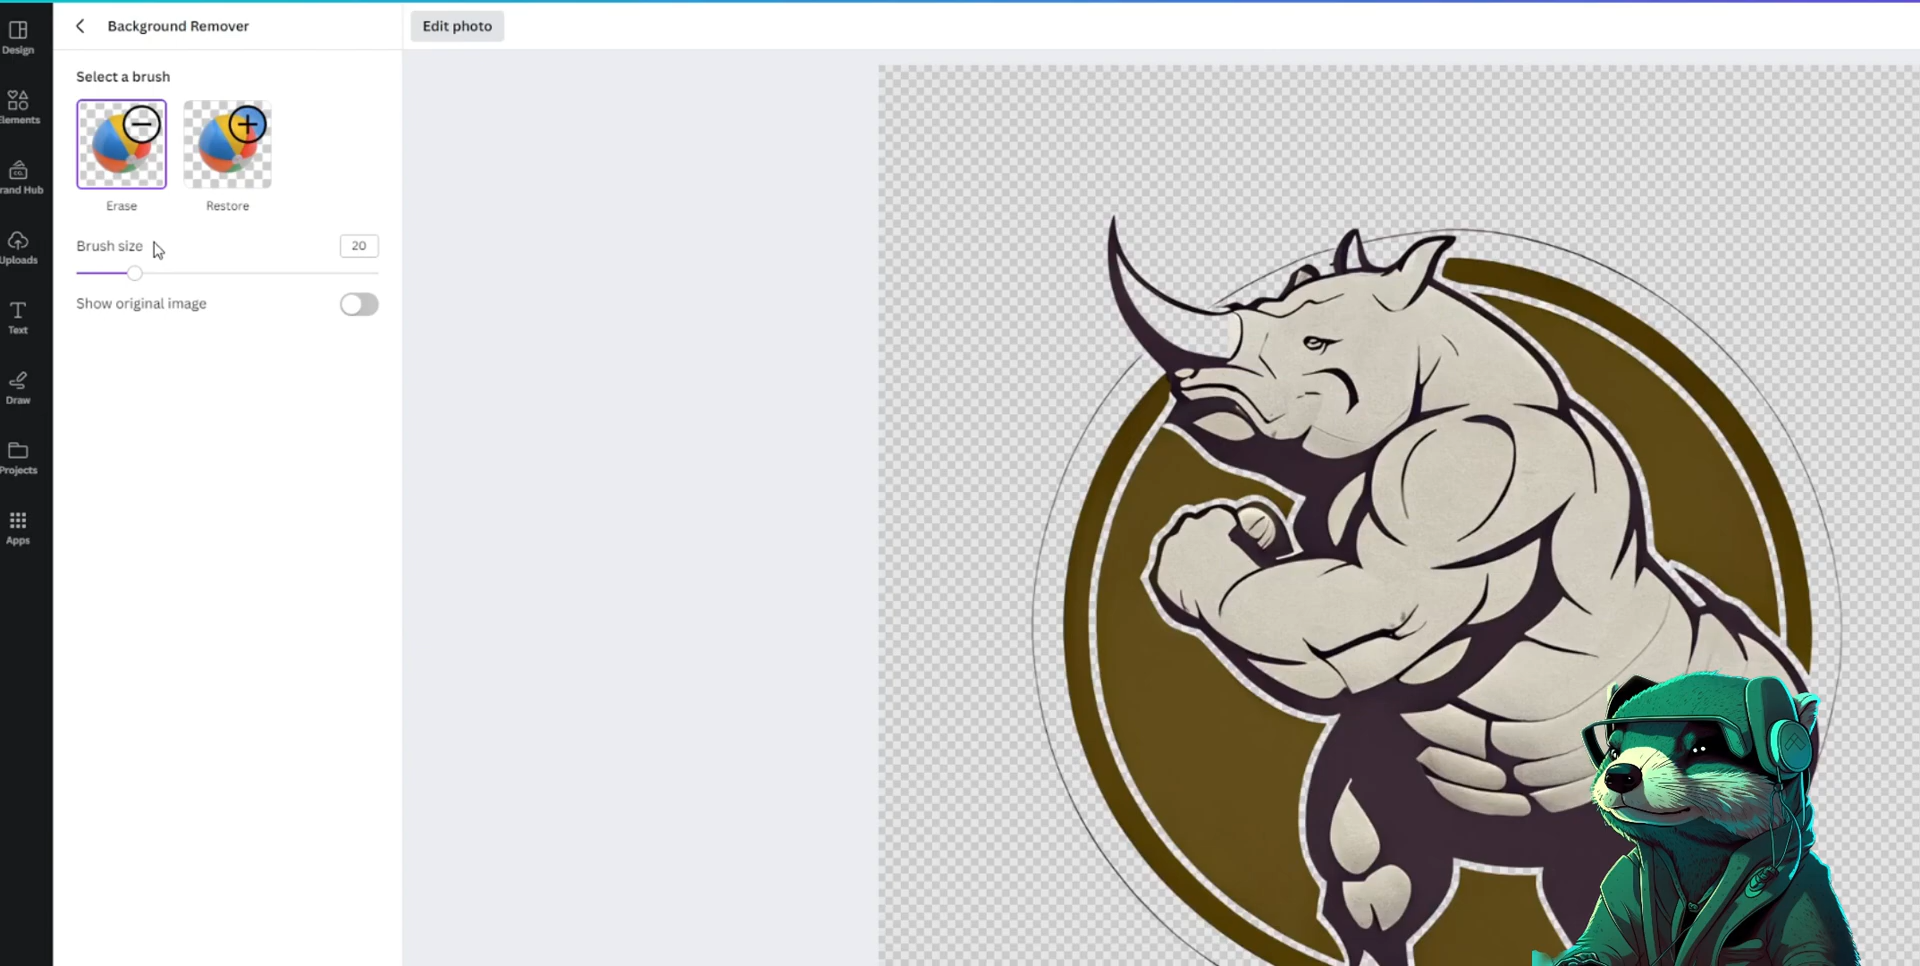 Background Remover
Edit photo
Design
Elements
Brand Hub
Uploads
Text
Draw
Projects
Apps
Select a brush
Erase
Restore
Brush size
20
Show original image